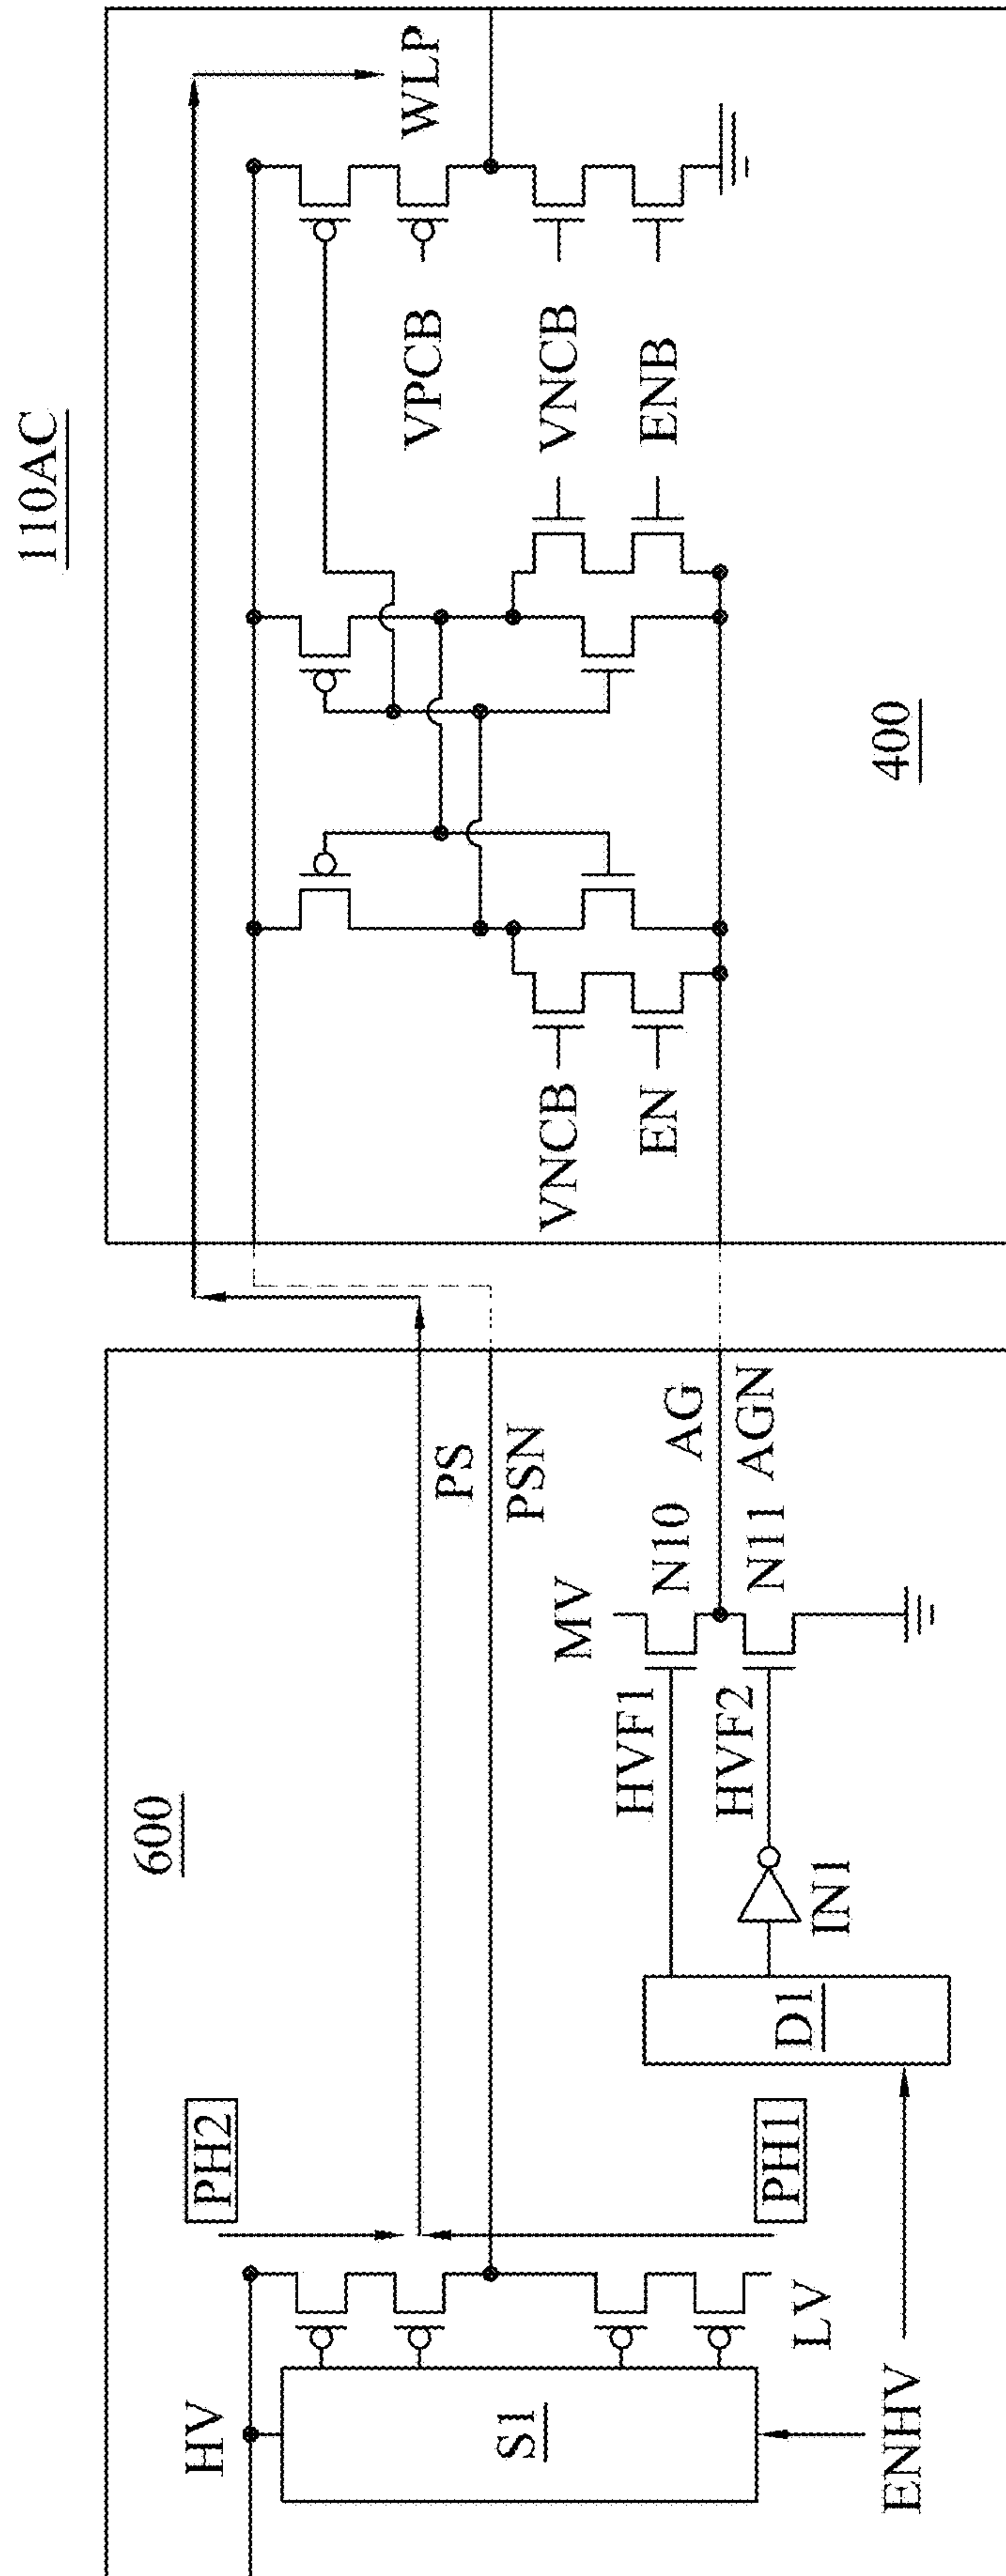 110AC
600
400
HV
S1
ENHV
LV
PH2
PH1
D1
IN1
HVF1
HVF2
MV
N10
N11
AG
AGN
PS
PSN
VNCB
EN
VPCB
VNCB
ENB
WLP